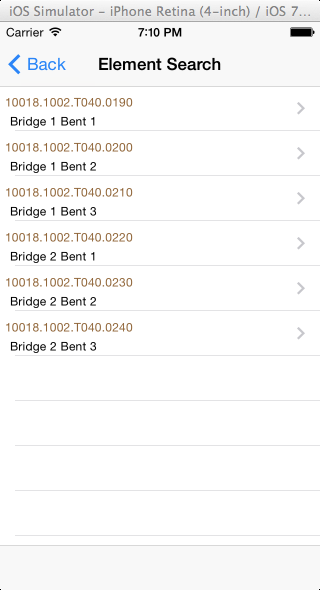 iOS Simulator – iPhone Retina (4-inch) / iOS 7...
Carrier 7:10 PM
Back Element Search
10018.1002.T040.0190
Bridge 1 Bent 1
10018.1002.T040.0200
Bridge 1 Bent 2
10018.1002.T040.0210
Bridge 1 Bent 3
10018.1002.T040.0220
Bridge 2 Bent 1
10018.1002.T040.0230
Bridge 2 Bent 2
10018.1002.T040.0240
Bridge 2 Bent 3